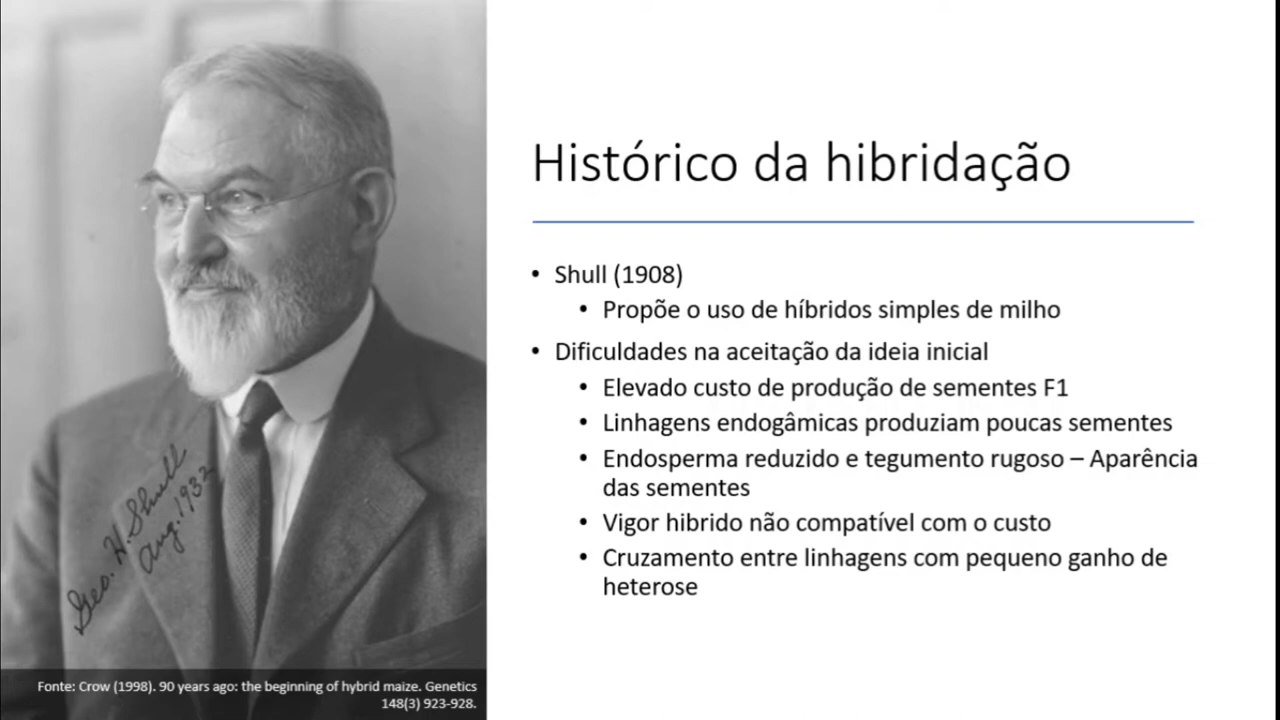 Histórico da hibridação
• Shull (1908)
• Propõe o uso de híbridos simples de milho
• Dificuldades na aceitação da ideia inicial
• Elevado custo de produção de sementes F1
• Linhagens endogâmicas produziam poucas sementes
• Endosperma reduzido e tegumento rugoso – Aparência
das sementes
• Vigor hibrido não compatível com o custo
• Cruzamento entre linhagens com pequeno ganho de
heterose
Geo. H. Shull
Aug. 1932
Fonte: Crow (1998). 90 years ago: the beginning of hybrid maize. Genetics
148(3) 923-928.